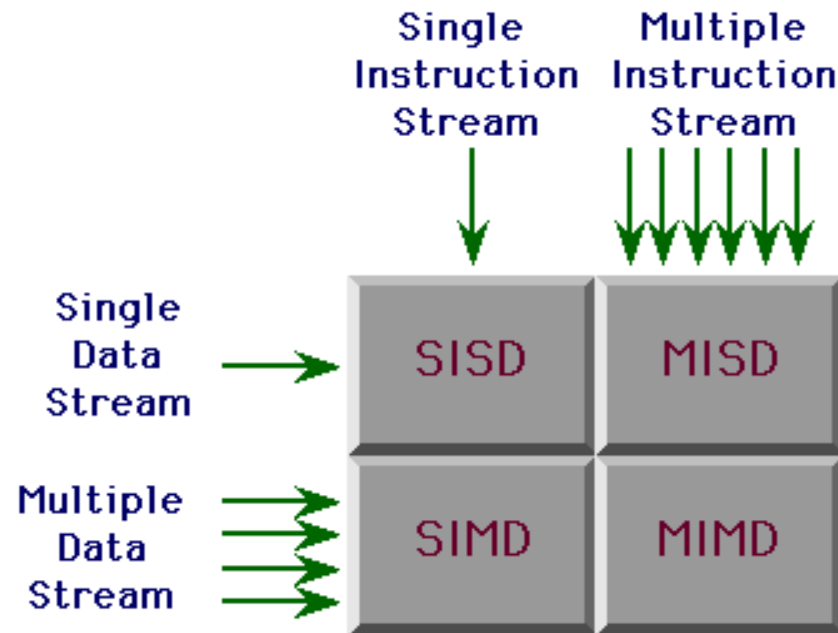 Single
Instruction
Stream
Multiple
Instruction
Stream
Single
Data
Stream
SISD
MISD
Multiple
Data
Stream
SIMD
MIMD